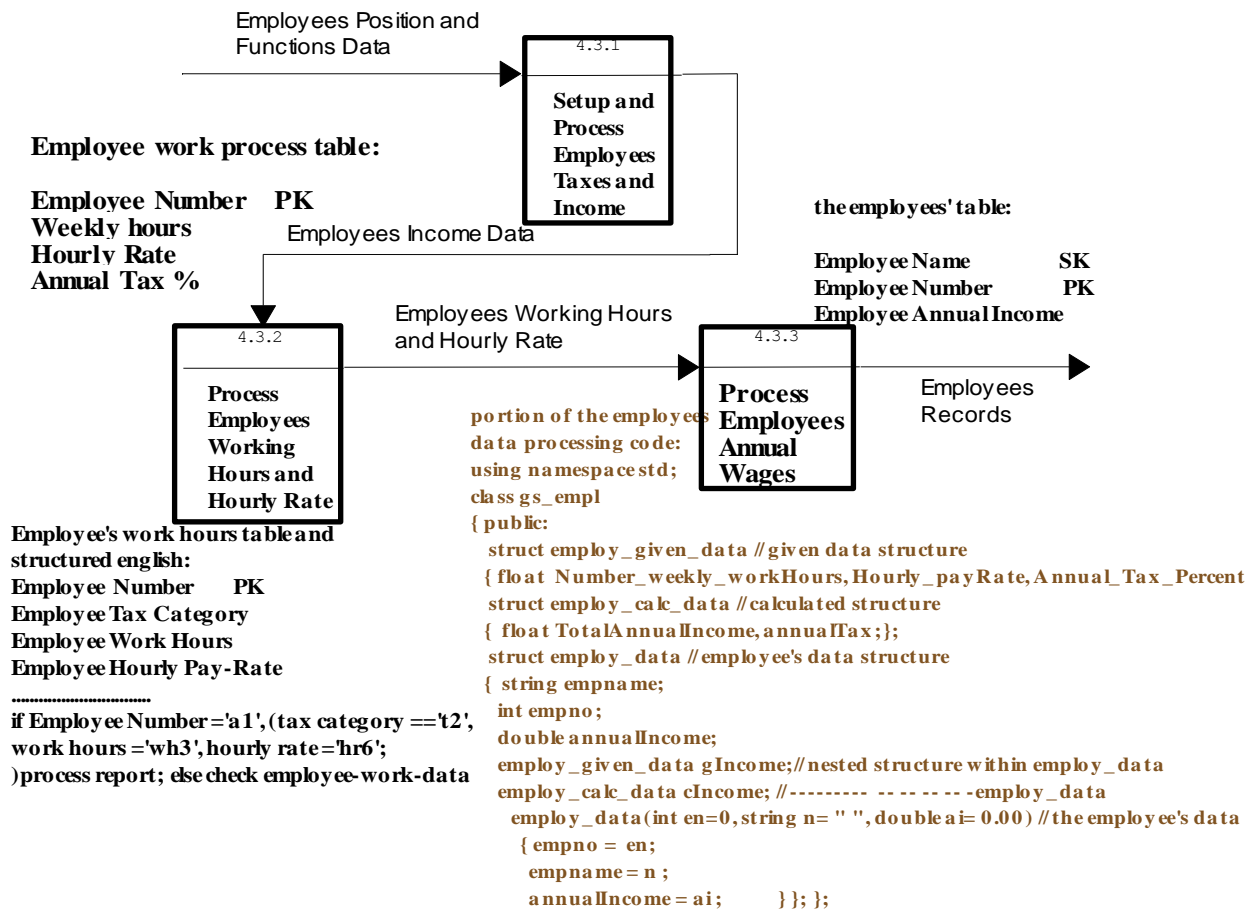 Employees Position and
Functions Data
4.3.1
Setup and
Process
Employees
Taxes and
Income
Employee work process table:
Employee Number PK
Weekly hours
Hourly Rate
Annual Tax %
Employees Income Data
the employees' table:
Employee Name SK
Employee Number PK
Employee Annual Income
4.3.2
Process
Employees
Working
Hours and
Hourly Rate
Employees Working Hours
and Hourly Rate
4.3.3
Process
Employees
Annual
Wages
Employees
Records
Employee's work hours table and
structured english:
Employee Number PK
Employee Tax Category
Employee Work Hours
Employee Hourly Pay-Rate
................................
if Employee Number ='a1', (tax category =='t2',
work hours ='wh3', hourly rate ='hr6';
)process report; else check employee-work-data
portion of the employees
data processing code:
using namespace std;
class gs_empl
{ public:
struct employ_given_data //given data structure
{ float Number_weekly_workHours, Hourly_payRate, Annual_Tax_Percent
struct employ_calc_data //calculated structure
{ float TotalAnnualIncome, annualTax;};
struct employ_data //employee's data structure
{ string empname;
int empno;
double annualIncome;
employ_given_data gIncome;//nested structure within employ_data
employ_calc_data cIncome; //--------- -- -- -- -- -employ_data
employ_data(int en=0, string n= " ", double ai= 0.00 ) //the employee's data
{ empno = en;
empname = n ;
annualIncome = ai ; } }; };